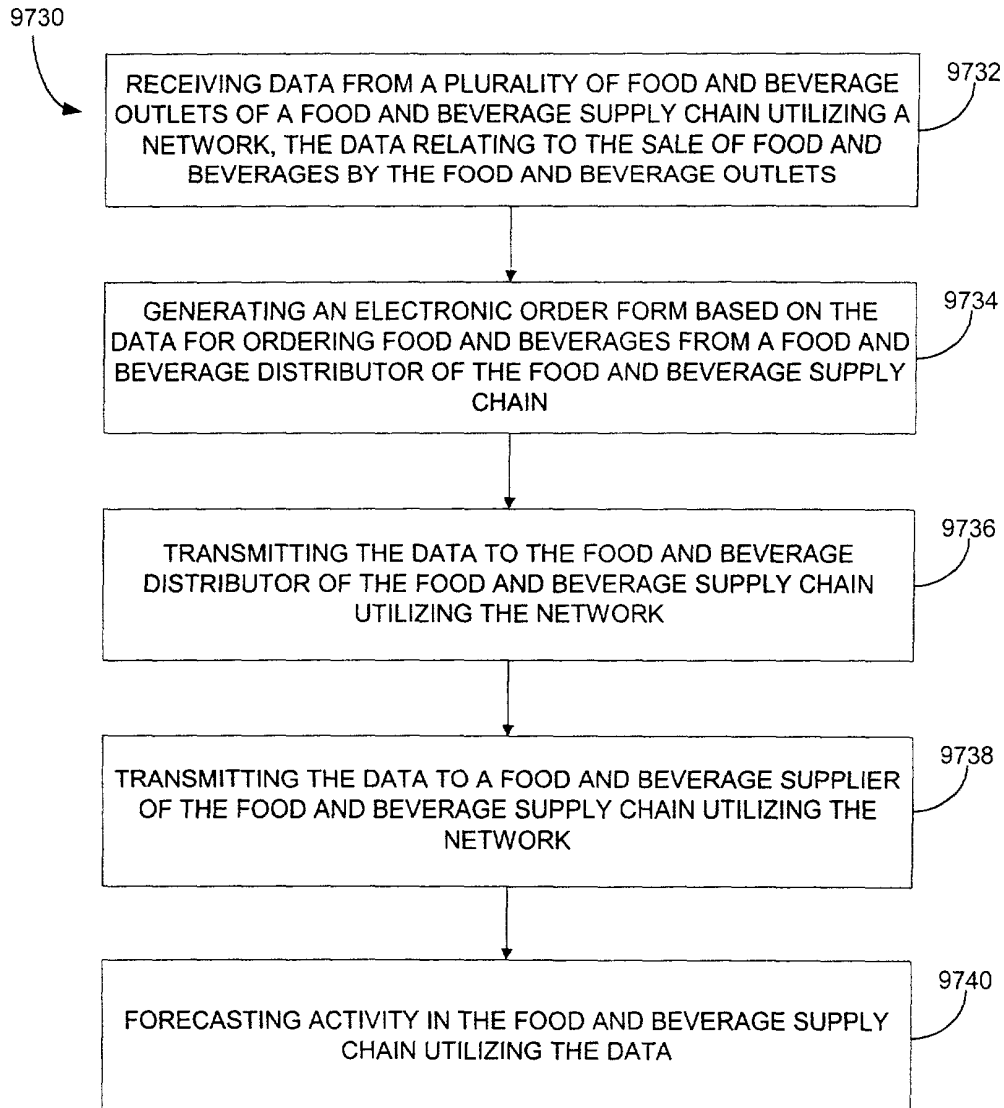 9730
RECEIVING DATA FROM A PLURALITY OF FOOD AND BEVERAGE
OUTLETS OF A FOOD AND BEVERAGE SUPPLY CHAIN UTILIZING A
NETWORK, THE DATA RELATING TO THE SALE OF FOOD AND
BEVERAGES BY THE FOOD AND BEVERAGE OUTLETS
9732
GENERATING AN ELECTRONIC ORDER FORM BASED ON THE
DATA FOR ORDERING FOOD AND BEVERAGES FROM A FOOD AND
BEVERAGE DISTRIBUTOR OF THE FOOD AND BEVERAGE SUPPLY
CHAIN
9734
TRANSMITTING THE DATA TO THE FOOD AND BEVERAGE
DISTRIBUTOR OF THE FOOD AND BEVERAGE SUPPLY CHAIN
UTILIZING THE NETWORK
9736
TRANSMITTING THE DATA TO A FOOD AND BEVERAGE SUPPLIER
OF THE FOOD AND BEVERAGE SUPPLY CHAIN UTILIZING THE
NETWORK
9738
FORECASTING ACTIVITY IN THE FOOD AND BEVERAGE SUPPLY
CHAIN UTILIZING THE DATA
9740